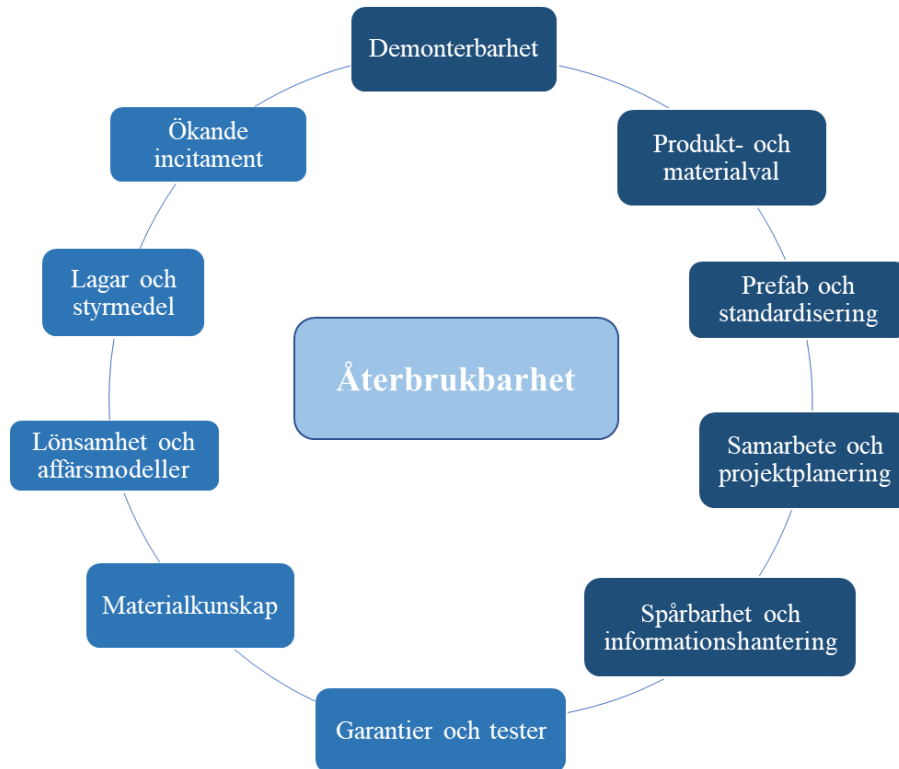 Demonterbarhet
Produkt- och
materialval
Prefab och
standardisering
Samarbete och
projektplanering
Spårbarhet och
informationshantering
Garantier och tester
Materialkunskap
Lönsamhet och
affärsmodeller
Lagar och
styrmedel
Ökande
incitament
Återbrukbarhet